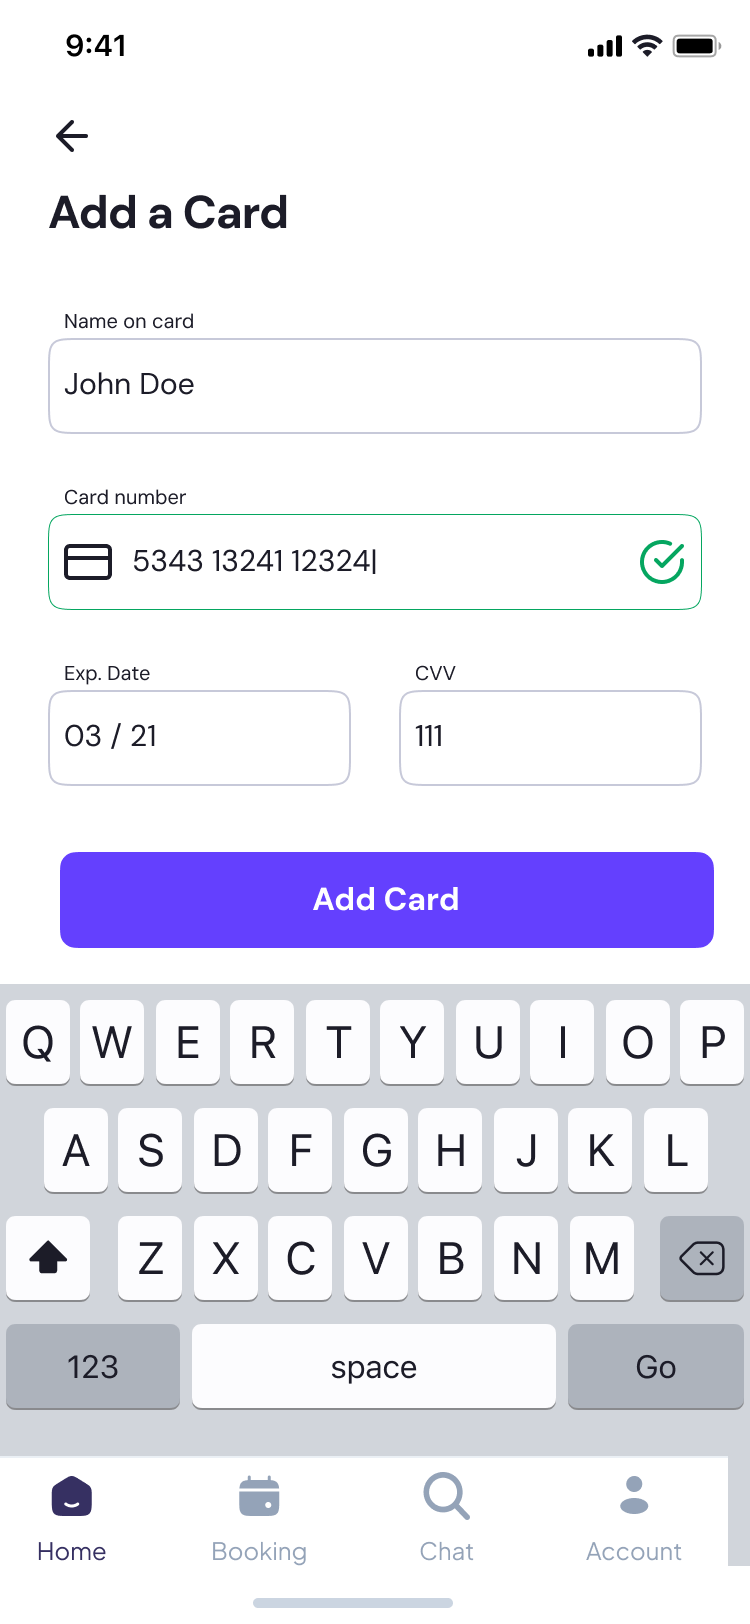 9:41
Add a Card
Name on card
John Doe
Card number
5343 13241 12324
Exp. Date
CVV
03 / 21
111
Add Card
Q W E R T Y U I O P
A S D F G H J K L
Z X C V B N M
123 space Go
Home Booking Chat Account